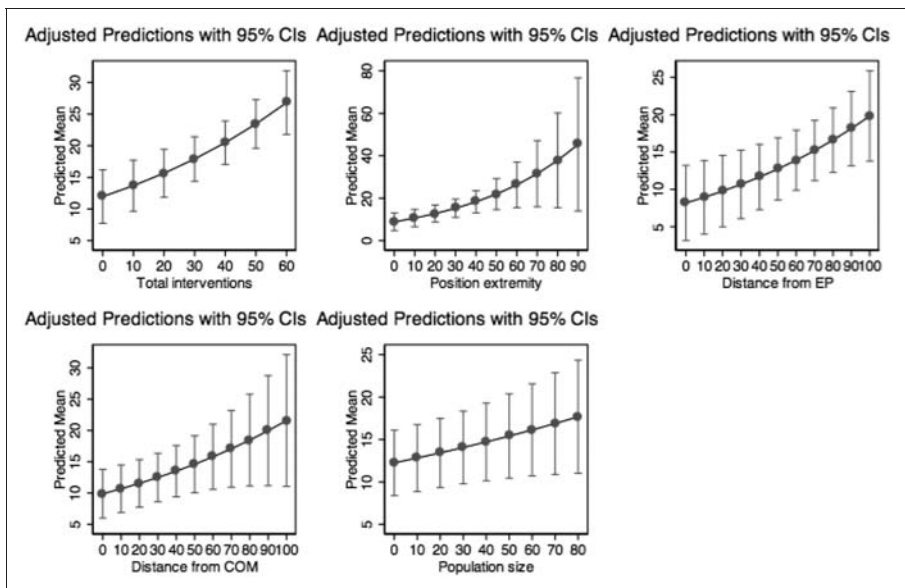 Adjusted Predictions with 95% CIs
Predicted Mean
30
25
20
15
10
5
0 10 20 30 40 50 60
Total interventions
Adjusted Predictions with 95% CIs
Predicted Mean
80
60
40
20
0
0 10 20 30 40 50 60 70 80 90
Position extremity
Adjusted Predictions with 95% CIs
Predicted Mean
25
20
15
10
5
0 10 20 30 40 50 60 70 80 90100
Distance from EP
Adjusted Predictions with 95% CIs
Predicted Mean
30
25
20
15
10
5
0 10 20 30 40 50 60 70 80 90100
Distance from COM
Adjusted Predictions with 95% CIs
Predicted Mean
25
20
15
10
5
0 10 20 30 40 50 60 70 80
Population size